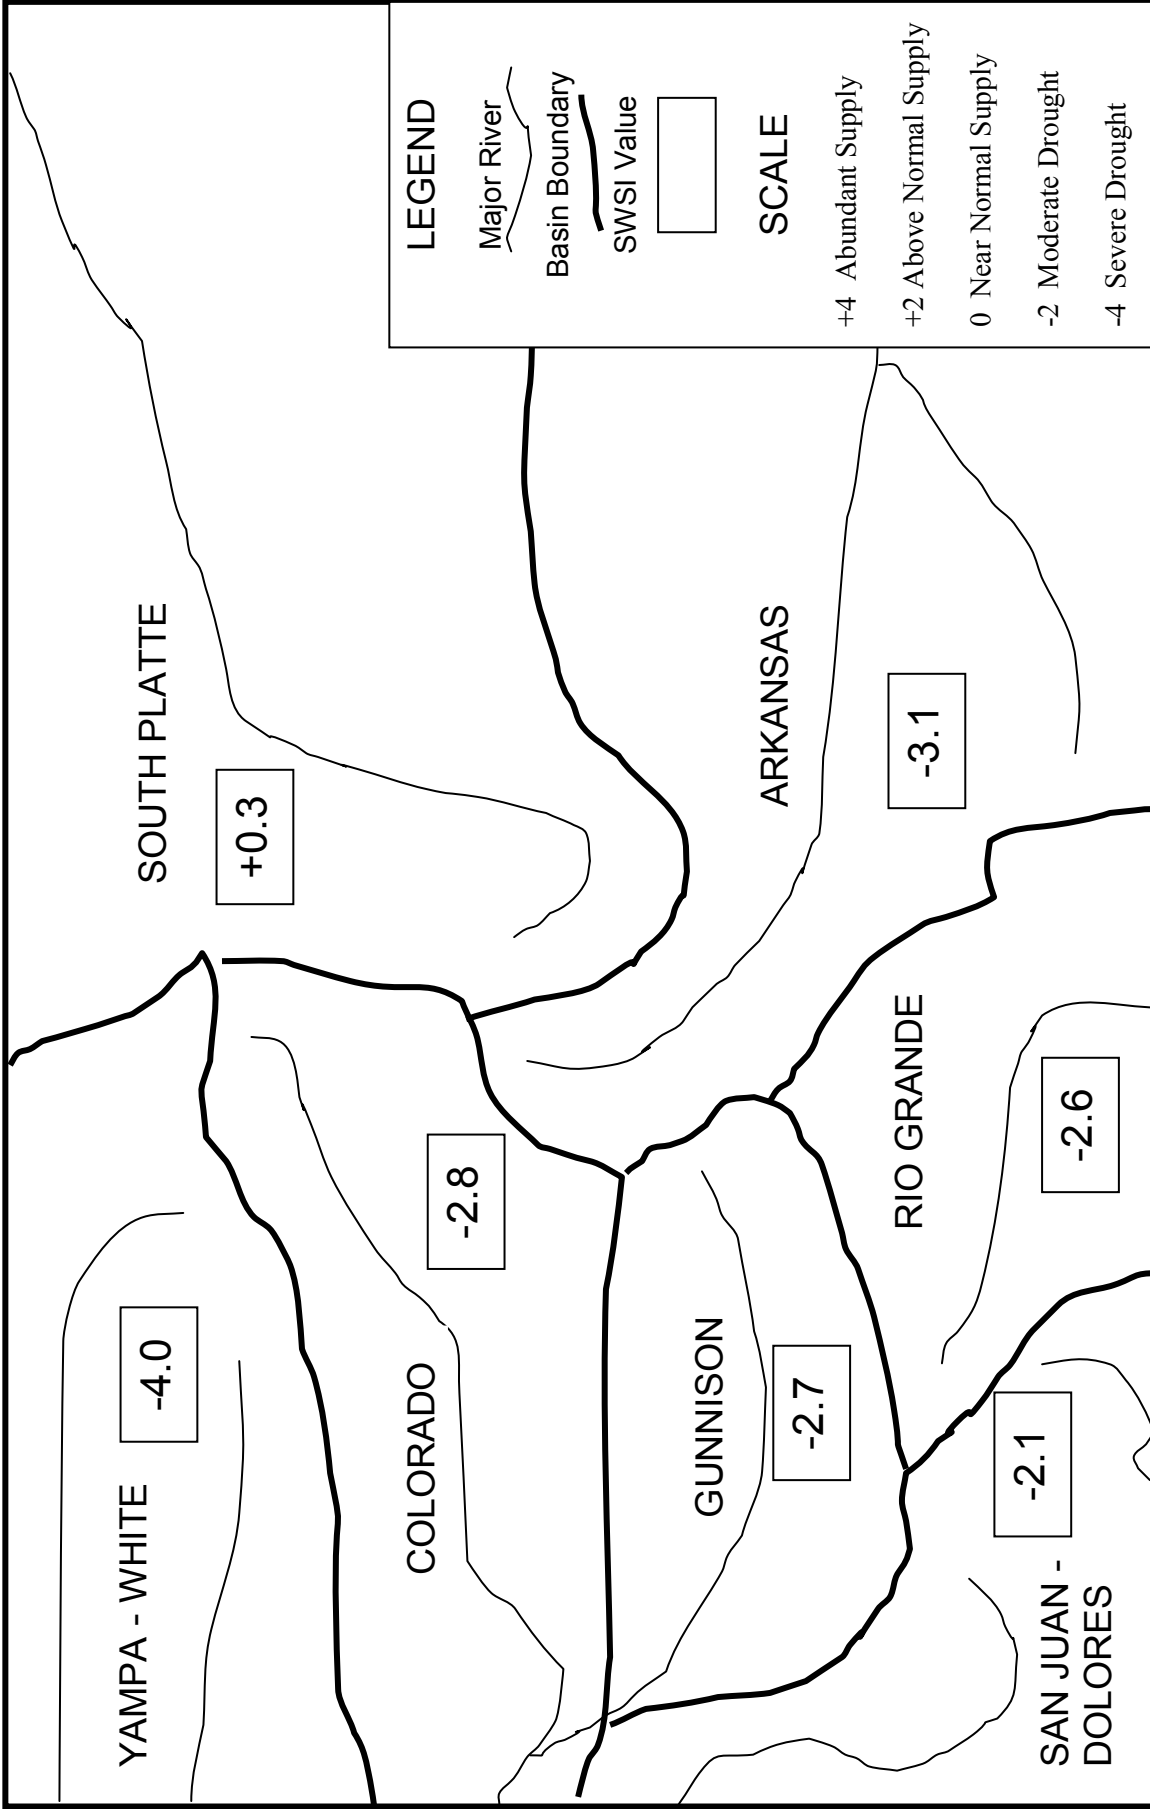 YAMPA - WHITE
-4.0
SOUTH PLATTE
+0.3
COLORADO
-2.8
GUNNISON
-2.7
ARKANSAS
-3.1
RIO GRANDE
-2.6
SAN JUAN -
DOLORES
-2.1
LEGEND
Major River
Basin Boundary
SWSI Value
SCALE
+4 Abundant Supply
+2 Above Normal Supply
0 Near Normal Supply
-2 Moderate Drought
-4 Severe Drought